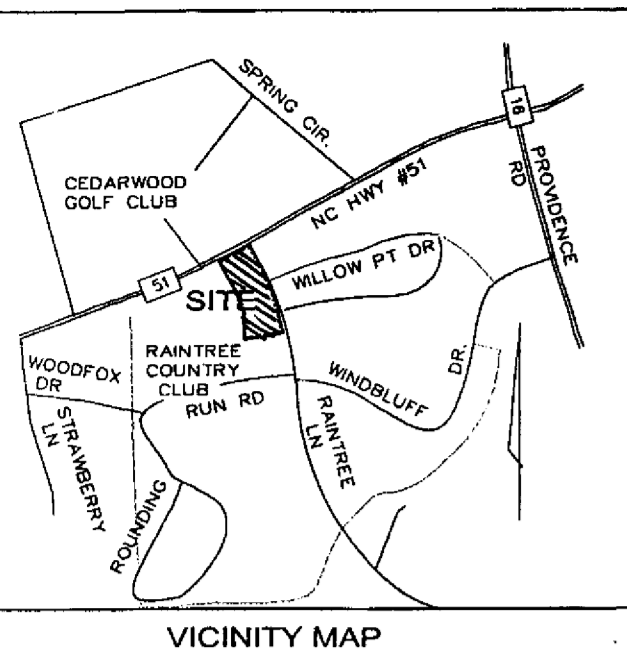 SPRING CIR.
16
CEDARWOOD
GOLF CLUB
NC HWY #51
PROVIDENCE
RD
51
SITE
WILLOW PT DR
RAINTREE
COUNTRY
CLUB
WOODFOX
DR
RUN RD
WINDBLUFF
DR.
STRAWBERRY
LN
RAINTREE
LN
ROUNDING
VICINITY MAP